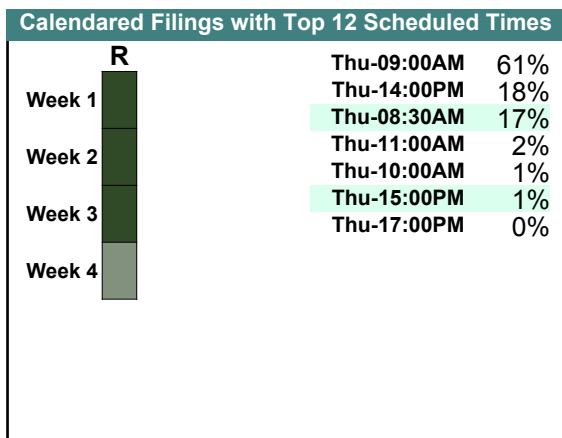 Calendared Filings with Top 12 Scheduled Times
R
Week 1
Week 2
Week 3
Week 4
Thu-09:00AM 61%
Thu-14:00PM 18%
Thu-08:30AM 17%
Thu-11:00AM 2%
Thu-10:00AM 1%
Thu-15:00PM 1%
Thu-17:00PM 0%